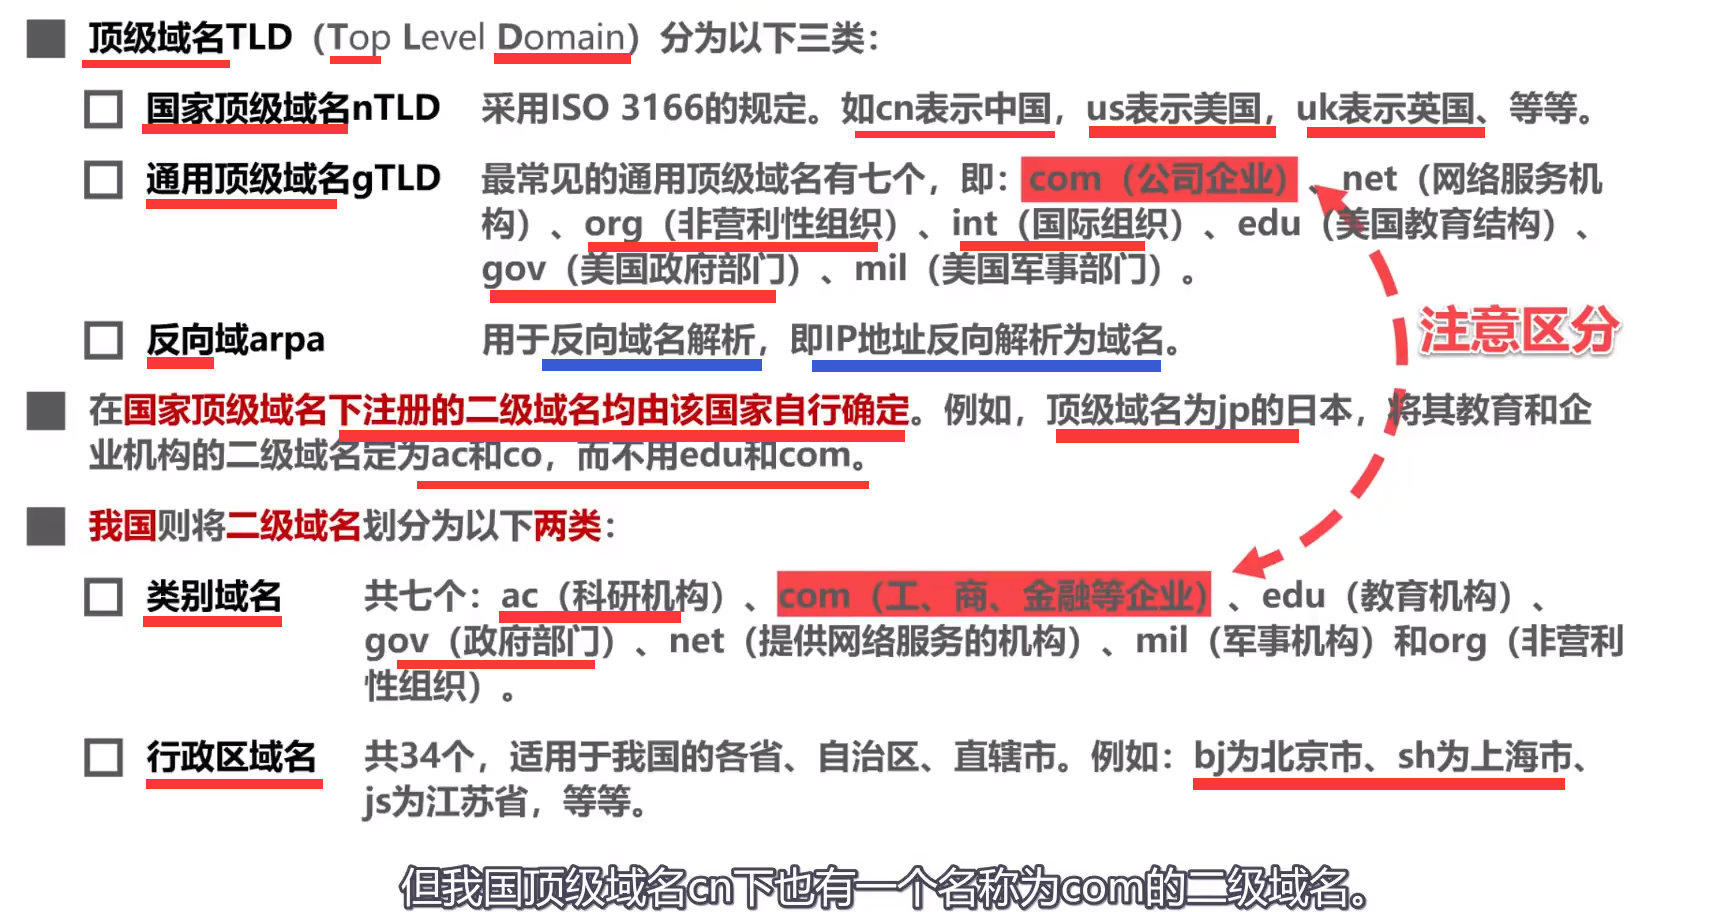 顶级域名TLD（Top Level Domain）分为以下三类：
国家顶级域名nTLD 采用ISO 3166的规定。如cn表示中国，us表示美国，uk表示英国、等等。
通用顶级域名gTLD 最常见的通用顶级域名有七个，即：com（公司企业）、net（网络服务机
构）、org（非营利性组织）、int（国际组织）、edu（美国教育结构）、
gov（美国政府部门）、mil（美国军事部门）。
反向域arpa 用于反向域名解析，即IP地址反向解析为域名。
注意区分
在国家顶级域名下注册的二级域名均由该国家自行确定。例如，顶级域名为jp的日本，将其教育和企
业机构的二级域名定为ac和co，而不用edu和com。
我国则将二级域名划分为以下两类：
类别域名 共七个：ac（科研机构）、com（工、商、金融等企业）、edu（教育机构）、
gov（政府部门）、net（提供网络服务的机构）、mil（军事机构）和org（非营利
性组织）。
行政区域名 共34个，适用于我国的各省、自治区、直辖市。例如：bj为北京市、sh为上海市、
js为江苏省，等等。
但我国顶级域名cn下也有一个名称为com的二级域名。